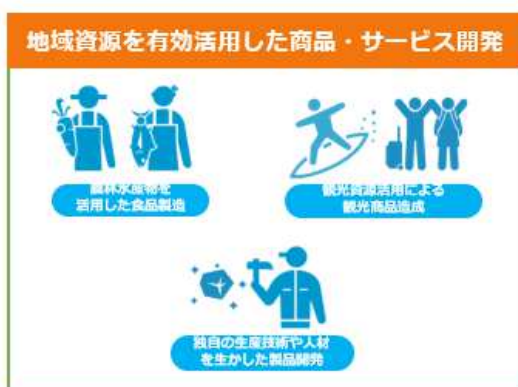 地域資源を有効活用した商品・サービス開発
農林水産物を
活用した食品製造
観光資源活用による
観光商品造成
独自の生産技術や人材
を生かした製品開発